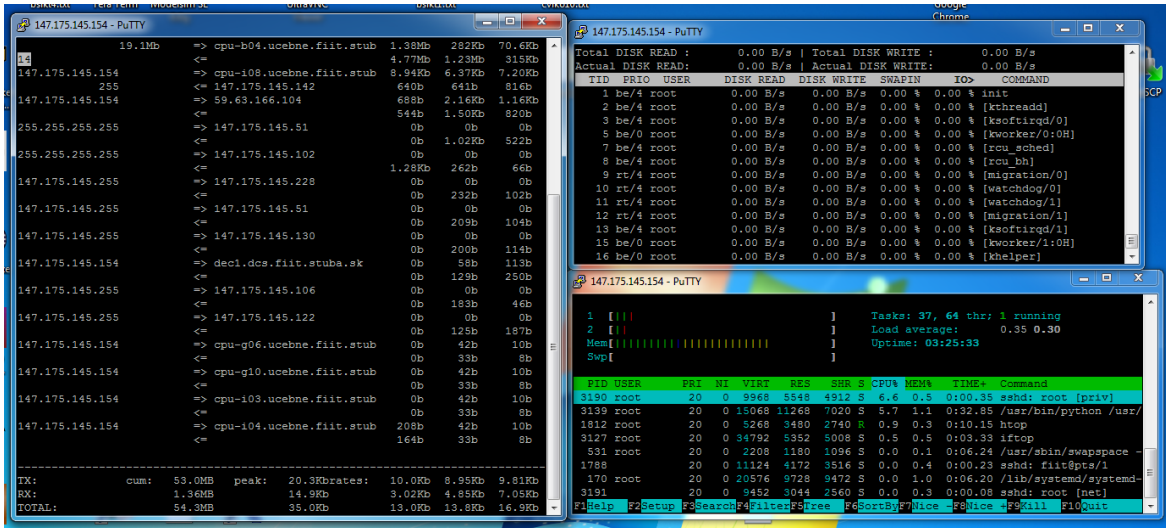 bsikt4.txt Tera Term ModelSim SE UltraVNC bsikt1.txt cviko10.txt Google
Chrome
147.175.145.154 - PuTTY
19.1Mb => cpu-b04.ucebne.fiit.stub 1.38Mb 282Kb 70.6Kb
14 <= 4.77Mb 1.23Mb 315Kb
147.175.145.154 => cpu-i08.ucebne.fiit.stub 8.94Kb 6.37Kb 7.20Kb
255 <= 147.175.145.142 640b 641b 816b
147.175.145.154 => 59.63.166.104 688b 2.16Kb 1.16Kb
<= 544b 1.50Kb 820b
255.255.255.255 => 147.175.145.51 0b 0b 0b
<= 0b 1.02Kb 522b
255.255.255.255 => 147.175.145.102 0b 0b 0b
<= 1.28Kb 262b 66b
147.175.145.255 => 147.175.145.228 0b 0b 0b
<= 0b 232b 102b
147.175.145.255 => 147.175.145.51 0b 0b 0b
<= 0b 209b 104b
147.175.145.255 => 147.175.145.130 0b 0b 0b
<= 0b 200b 114b
147.175.145.154 => dec1.dcs.fiit.stuba.sk 0b 58b 113b
<= 0b 129b 250b
147.175.145.255 => 147.175.145.106 0b 0b 0b
<= 0b 183b 46b
147.175.145.255 => 147.175.145.122 0b 0b 0b
<= 0b 125b 187b
147.175.145.154 => cpu-g06.ucebne.fiit.stub 0b 42b 10b
<= 0b 33b 8b
147.175.145.154 => cpu-g10.ucebne.fiit.stub 0b 42b 10b
<= 0b 33b 8b
147.175.145.154 => cpu-i03.ucebne.fiit.stub 0b 42b 10b
<= 0b 33b 8b
147.175.145.154 => cpu-i04.ucebne.fiit.stub 208b 42b 10b
<= 164b 33b 8b
TX: cum: 53.0MB peak: 20.3Kbrates: 10.0Kb 8.95Kb 9.81Kb
RX: 1.36MB 14.9Kb 3.02Kb 4.85Kb 7.05Kb
TOTAL: 54.3MB 35.0Kb 13.0Kb 13.8Kb 16.9Kb
147.175.145.154 - PuTTY
Total DISK READ : 0.00 B/s | Total DISK WRITE : 0.00 B/s
Actual DISK READ: 0.00 B/s | Actual DISK WRITE: 0.00 B/s
TID PRIO USER DISK READ DISK WRITE SWAPIN IO> COMMAND
1 be/4 root 0.00 B/s 0.00 B/s 0.00 % 0.00 % init
2 be/4 root 0.00 B/s 0.00 B/s 0.00 % 0.00 % [kthreadd]
3 be/4 root 0.00 B/s 0.00 B/s 0.00 % 0.00 % [ksoftirqd/0]
5 be/0 root 0.00 B/s 0.00 B/s 0.00 % 0.00 % [kworker/0:0H]
7 be/4 root 0.00 B/s 0.00 B/s 0.00 % 0.00 % [rcu_sched]
8 be/4 root 0.00 B/s 0.00 B/s 0.00 % 0.00 % [rcu_bh]
9 rt/4 root 0.00 B/s 0.00 B/s 0.00 % 0.00 % [migration/0]
10 rt/4 root 0.00 B/s 0.00 B/s 0.00 % 0.00 % [watchdog/0]
11 rt/4 root 0.00 B/s 0.00 B/s 0.00 % 0.00 % [watchdog/1]
12 rt/4 root 0.00 B/s 0.00 B/s 0.00 % 0.00 % [migration/1]
13 be/4 root 0.00 B/s 0.00 B/s 0.00 % 0.00 % [ksoftirqd/1]
15 be/0 root 0.00 B/s 0.00 B/s 0.00 % 0.00 % [kworker/1:0H]
16 be/0 root 0.00 B/s 0.00 B/s 0.00 % 0.00 % [khelper]
SCP
147.175.145.154 - PuTTY
1 [||| ] Tasks: 37, 64 thr; 1 running
2 [|| ] Load average: 0.35 0.30
Mem[||||||||||||||||||||||| ] Uptime: 03:25:33
Swp[ ]
PID USER PRI NI VIRT RES SHR S CPU% MEM% TIME+ Command
3190 root 20 0 9968 5548 4912 S 6.6 0.5 0:00.35 sshd: root [priv]
3139 root 20 0 15068 11268 7020 S 5.7 1.1 0:32.85 /usr/bin/python /usr/
1812 root 20 0 5268 3480 2740 R 0.9 0.3 0:10.15 htop
3127 root 20 0 34792 5352 5008 S 0.5 0.5 0:03.33 iftop
531 root 20 0 2208 1180 1096 S 0.0 0.1 0:06.24 /usr/sbin/swapspace -
1788 20 0 11124 4172 3516 S 0.0 0.4 0:00.23 sshd: fiit@pts/1
170 root 20 0 20576 9728 9472 S 0.0 1.0 0:06.20 /lib/systemd/systemd-
3191 20 0 9452 3044 2560 S 0.0 0.3 0:00.08 sshd: root [net]
F1Help F2Setup F3SearchF4FilterF5Tree F6SortByF7Nice -F8Nice +F9Kill F10Quit